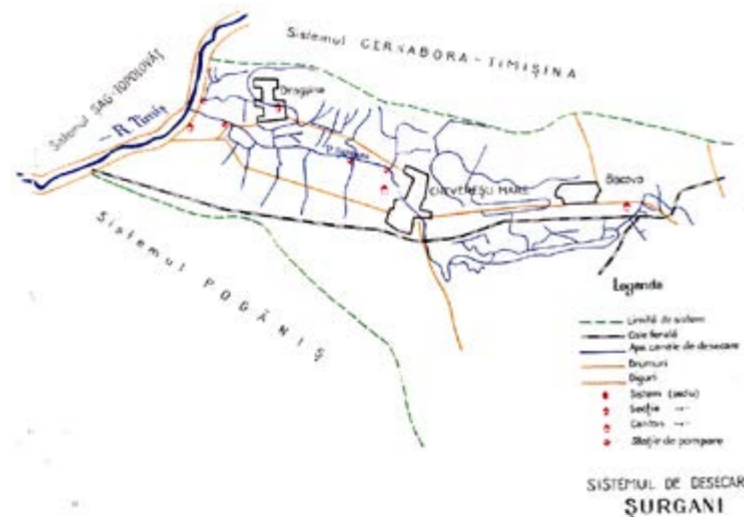 Sistemul CERNABORA-TIMIȘINA
Sistemul ȘAG-TOPOLOVĂȚ
R. Timiș
Dragșina
CHEVEREȘU MARE
Bacova
Sistemul POGĂNIȘ
Legenda
Limită de sistem
Cale ferată
Ape canale de desecare
Drumuri
Diguri
Sistem (sediu)
Secție -"-
Canton -"-
Stație de pompare
SISTEMUL DE DESECAR
ȘURGANI